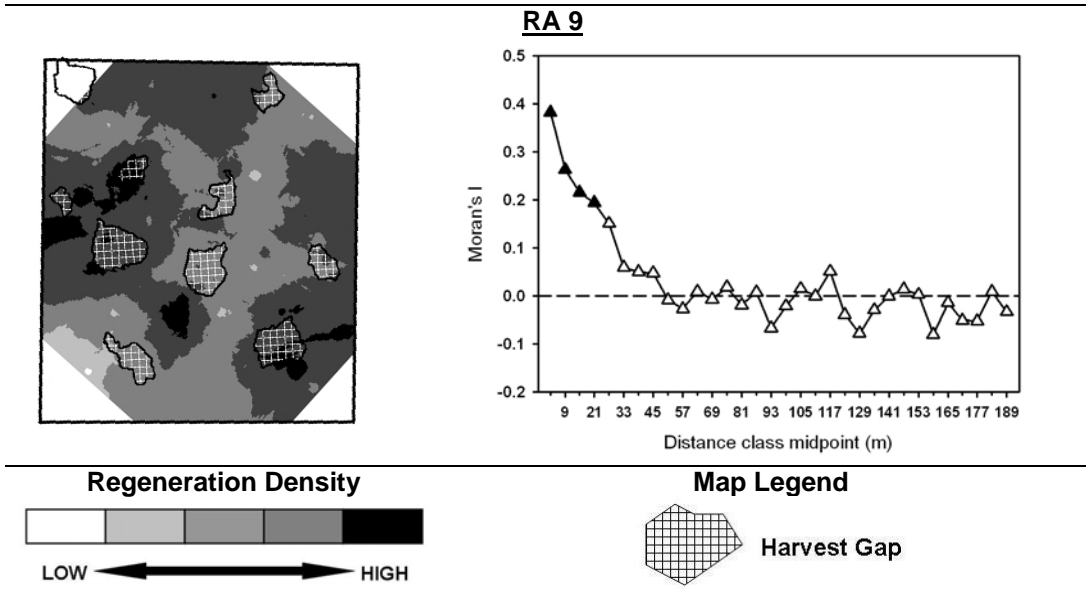 RA 9
0.5
0.4
0.3
0.2
0.1
0.0
-0.1
-0.2
Moran's I
9 21 33 45 57 69 81 93 105 117 129 141 153 165 177 189
Distance class midpoint (m)
Regeneration Density
LOW HIGH
Map Legend
Harvest Gap